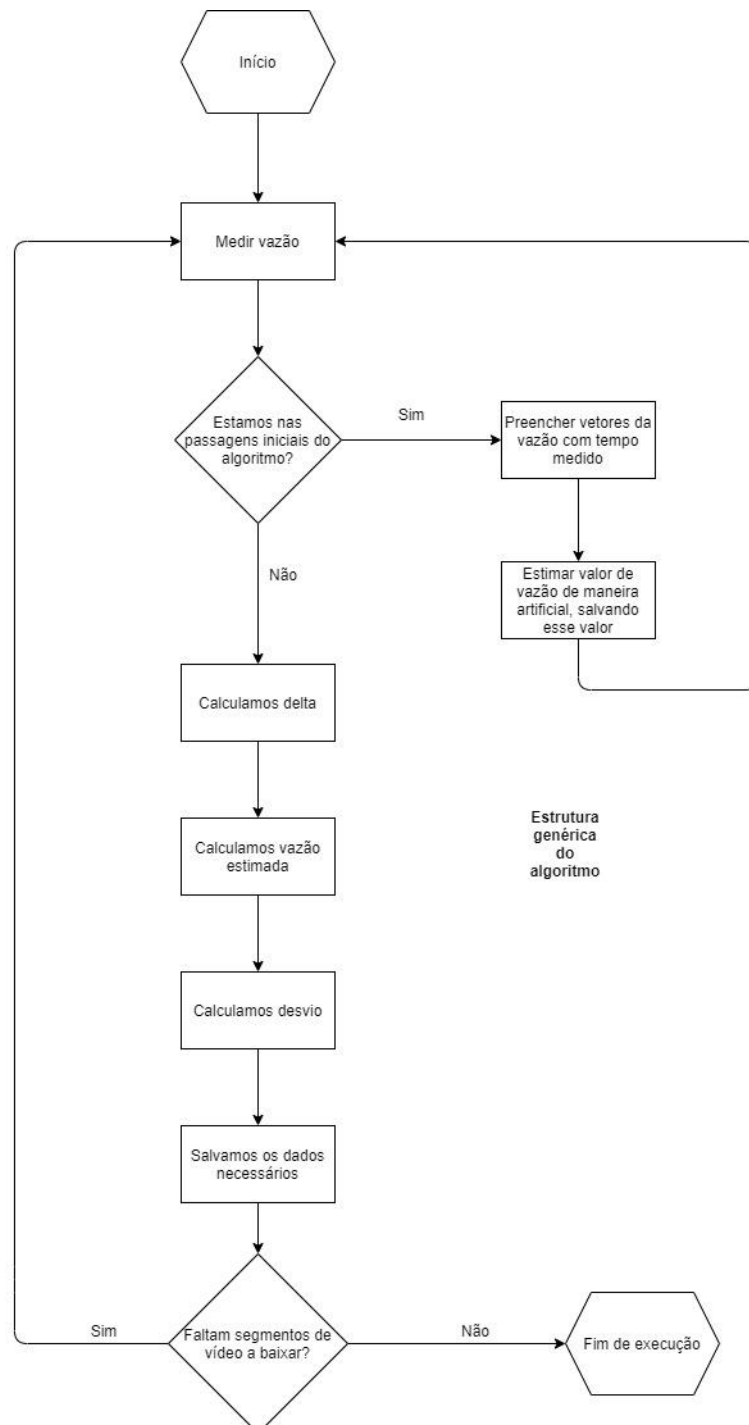 Início
Medir vazão
Estamos nas
passagens iniciais do
algoritmo?
Sim
Preencher vetores da
vazão com tempo
medido
Estimar valor de
vazão de maneira
artificial, salvando
esse valor
Não
Calculamos delta
Estrutura
genérica
do
algoritmo
Calculamos vazão
estimada
Calculamos desvio
Salvamos os dados
necessários
Faltam segmentos de
vídeo a baixar?
Sim
Não
Fim de execução